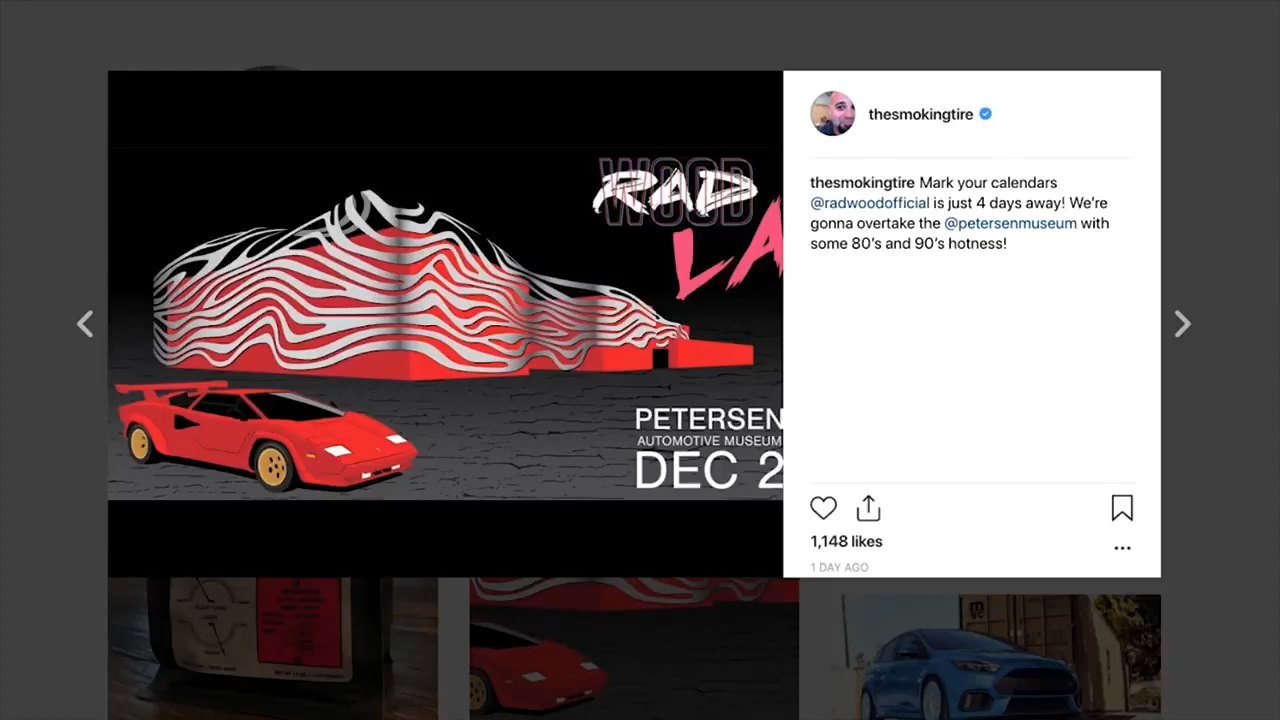 WOOD
RAD
LA
PETERSEN
AUTOMOTIVE MUSEUM
DEC 2
thesmokingtire
thesmokingtire Mark your calendars
@radwoodofficial is just 4 days away! We're
gonna overtake the @petersenmuseum with
some 80's and 90's hotness!
1,148 likes
1 DAY AGO
msc